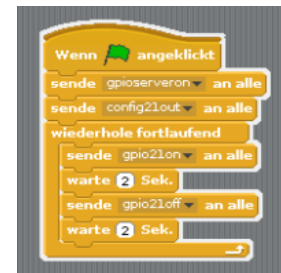 Wenn angeklickt
sende gpioserveron an alle
sende config21out an alle
wiederhole fortlaufend
sende gpio21on an alle
warte 2 Sek.
sende gpio21off an alle
warte 2 Sek.